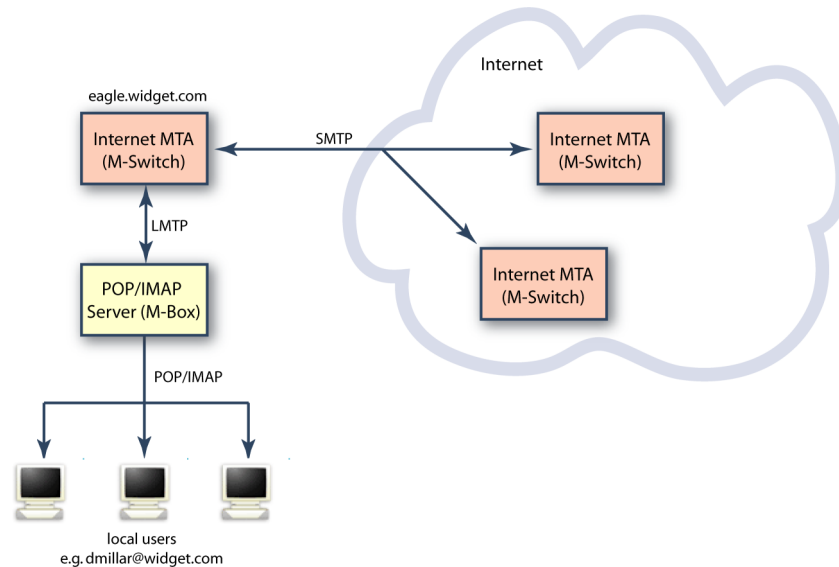 Internet
eagle.widget.com
Internet MTA
(M-Switch)
SMTP
Internet MTA
(M-Switch)
LMTP
Internet MTA
(M-Switch)
POP/IMAP
Server (M-Box)
POP/IMAP
local users
e.g. dmillar@widget.com